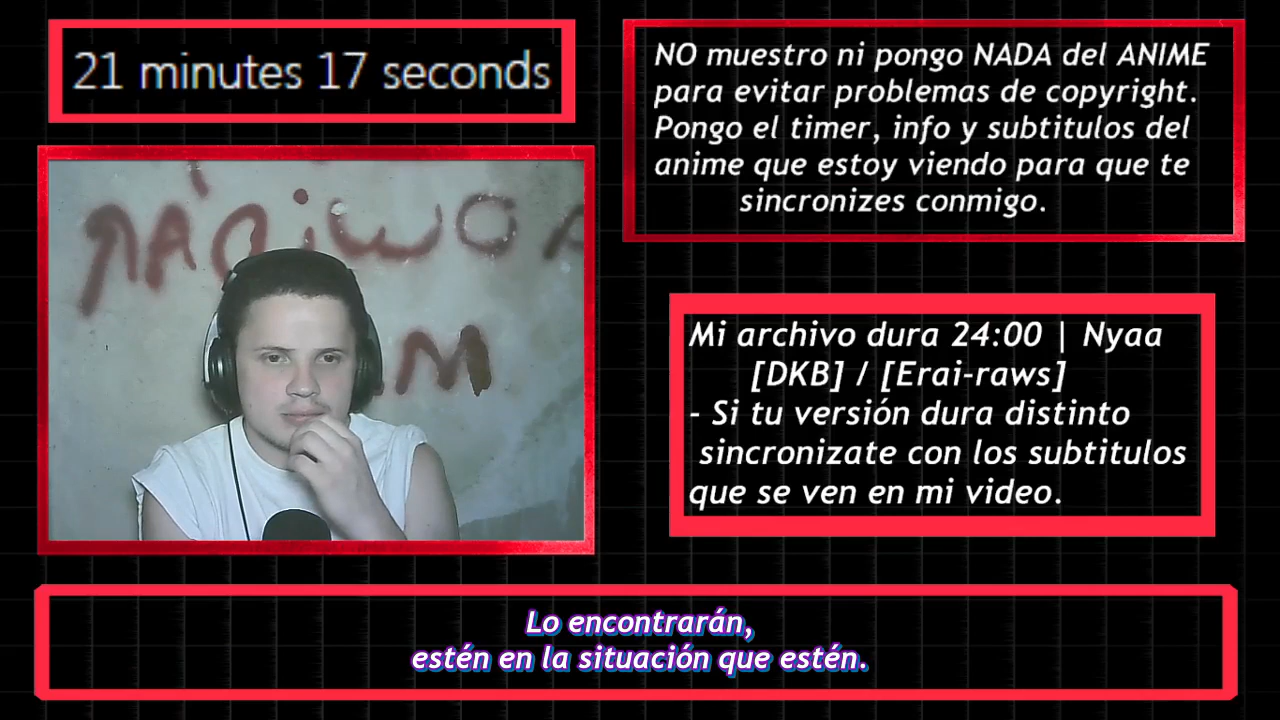 21 minutes 17 seconds
NO muestro ni pongo NADA del ANIME
para evitar problemas de copyright.
Pongo el timer, info y subtitulos del
anime que estoy viendo para que te
sincronizes conmigo.
Mi archivo dura 24:00 | Nyaa
[DKB] / [Erai-raws]
- Si tu versión dura distinto
sincronizate con los subtitulos
que se ven en mi video.
Lo encontrarán,
estén en la situación que estén.